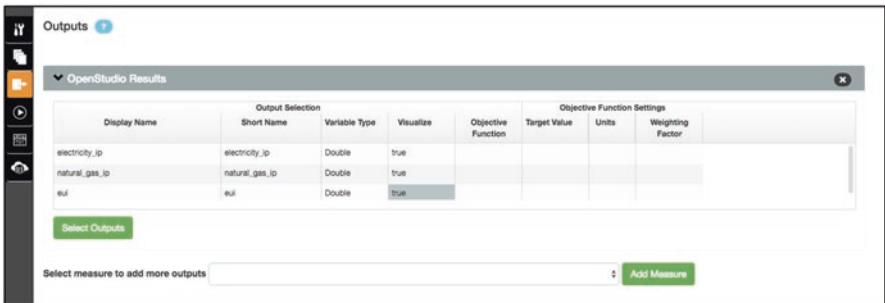 Outputs ?
OpenStudio Results
Output Selection Objective Function Settings
Display Name Short Name Variable Type Visualize Objective Function Target Value Units Weighting Factor
electricity_ip electricity_ip Double true
natural_gas_ip natural_gas_ip Double true
eui eui Double true
Select Outputs
Select measure to add more outputs Add Measure